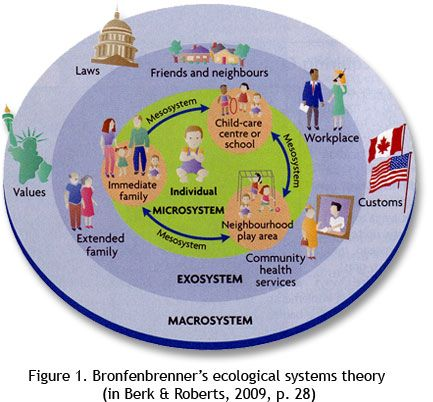 Laws
Friends and neighbours
Mesosystem
Child-care
centre or
school
Workplace
Mesosystem
Values
Immediate
family
Individual
MICROSYSTEM
Customs
Neighbourhood
play area
Mesosystem
Extended
family
Community
health
services
EXOSYSTEM
MACROSYSTEM
Figure 1. Bronfenbrenner's ecological systems theory
(in Berk & Roberts, 2009, p. 28)